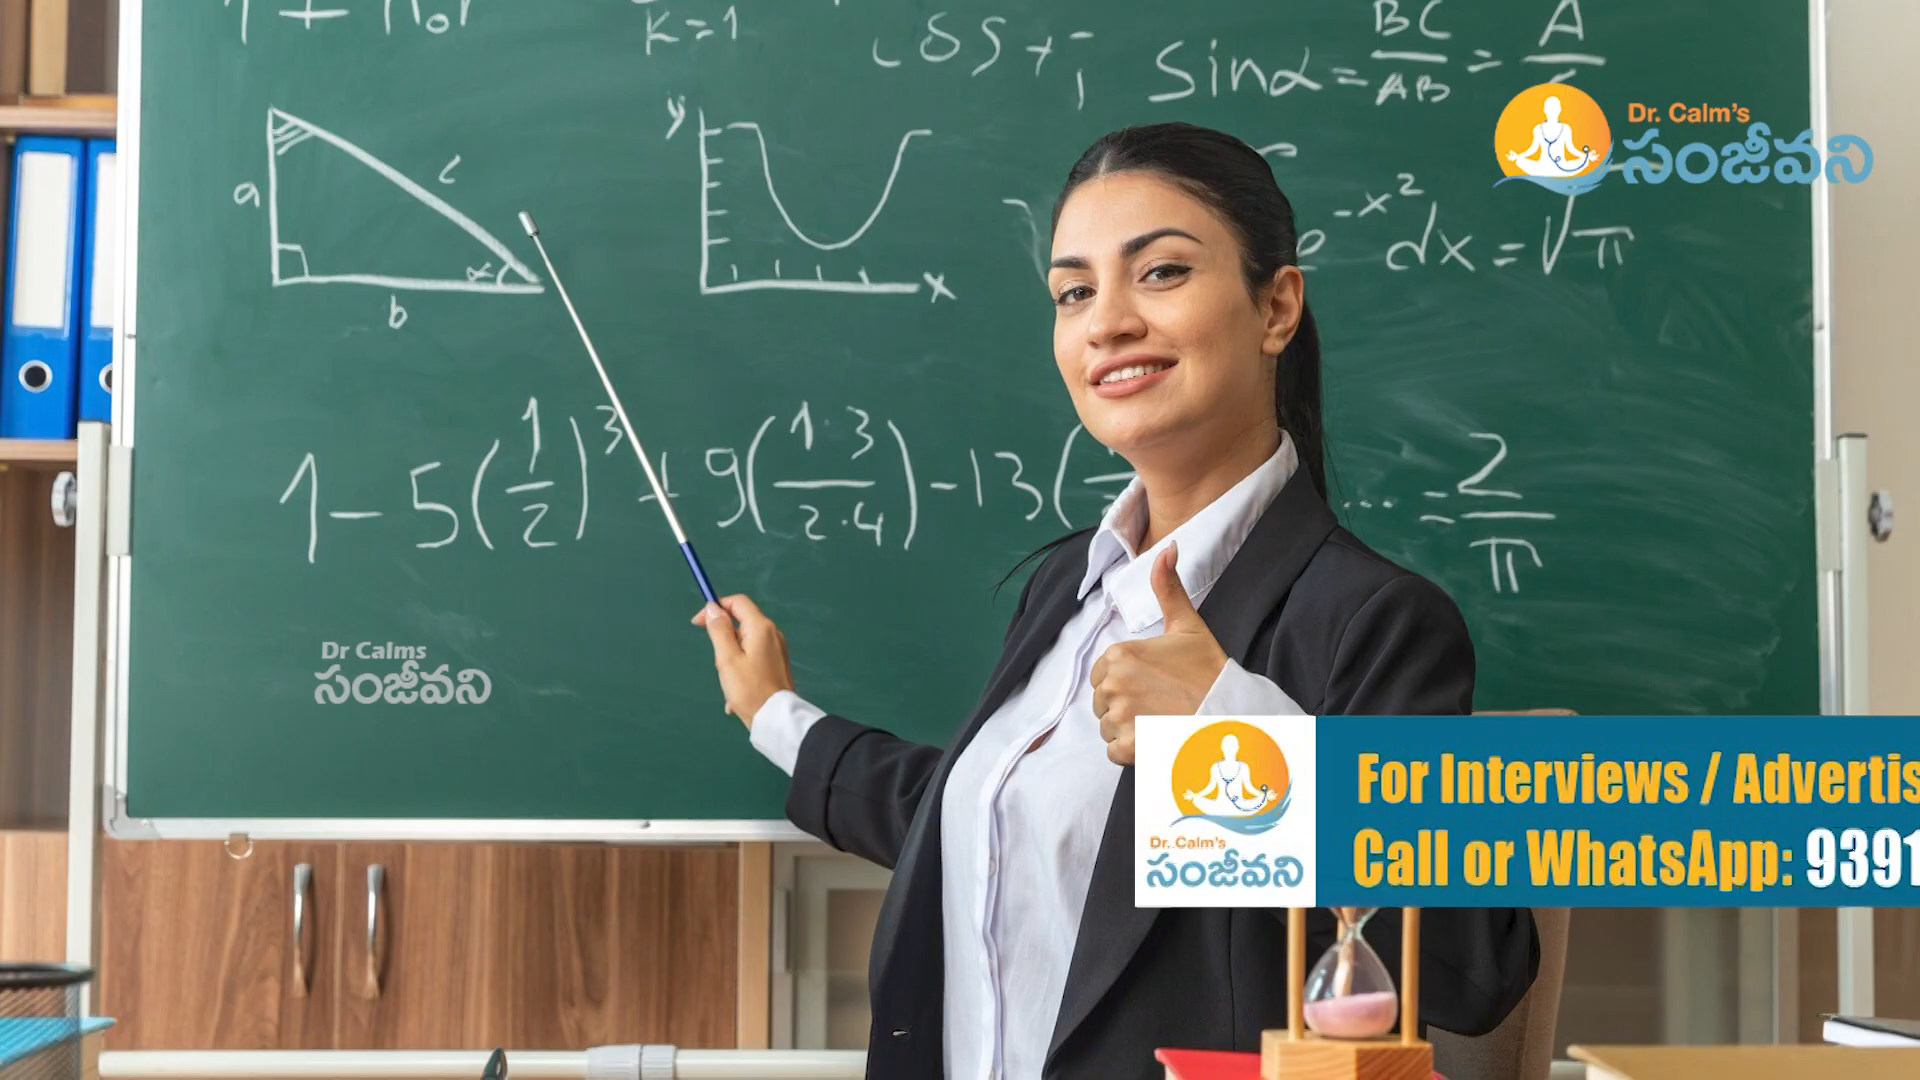 K=1
Sinα = BC/AB = A
Dr. Calm's
సంజీవని
y
a
c
x
α
b
-x² dx = √π
1 - 5(1/2)³ + 9(1·3/2·4) - 13( ... = 2/π
Dr Calms
సంజీవని
For Interviews / Advertis
Call or WhatsApp: 9391
Dr. Calm's
సంజీవని